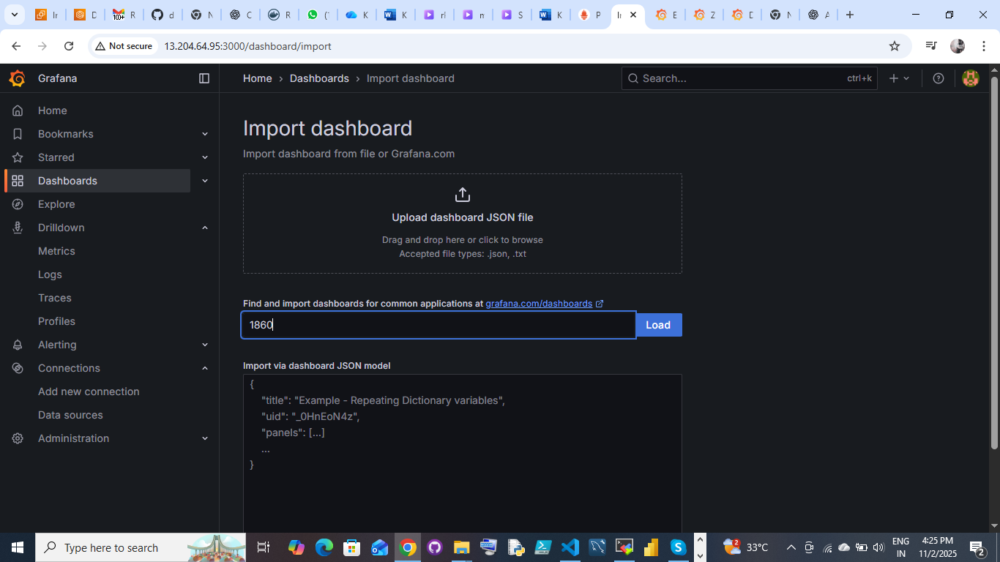 Ir
D
100+ R
d
N
C
R
(1
K
K
rl
n
S
K
P
Ir
E
Z
D
N
A
Not secure 13.204.64.95:3000/dashboard/import
Grafana
Home › Dashboards › Import dashboard
Search... ctrl+k
Home
Bookmarks
Starred
Dashboards
Explore
Drilldown
Metrics
Logs
Traces
Profiles
Alerting
Connections
Add new connection
Data sources
Administration
Import dashboard
Import dashboard from file or Grafana.com
Upload dashboard JSON file
Drag and drop here or click to browse
Accepted file types: .json, .txt
Find and import dashboards for common applications at grafana.com/dashboards
1860 Load
Import via dashboard JSON model
{
"title": "Example - Repeating Dictionary variables",
"uid": "_0HnEoN4z",
"panels": [...]
...
}
Type here to search
2
33°C
ENG
IN
4:25 PM
11/2/2025
2